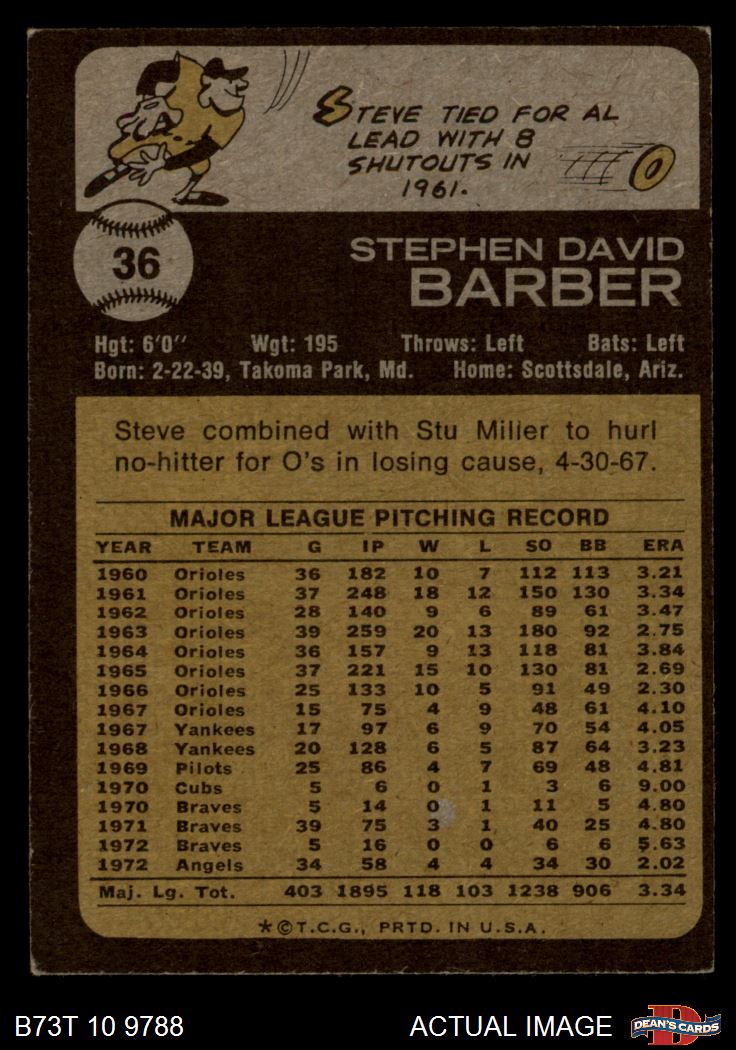 STEVE TIED FOR AL
LEAD WITH 8
SHUTOUTS IN
1961.
36
STEPHEN DAVID
BARBER
Hgt: 6'0" Wgt: 195 Throws: Left Bats: Left
Born: 2-22-39, Takoma Park, Md. Home: Scottsdale, Ariz.
Steve combined with Stu Miller to hurl
no-hitter for O's in losing cause, 4-30-67.
MAJOR LEAGUE PITCHING RECORD
YEAR TEAM G IP W L SO BB ERA
1960 Orioles 36 182 10 7 112 113 3.21
1961 Orioles 37 248 18 12 150 130 3.34
1962 Orioles 28 140 9 6 89 61 3.47
1963 Orioles 39 259 20 13 180 92 2.75
1964 Orioles 36 157 9 13 118 81 3.84
1965 Orioles 37 221 15 10 130 81 2.69
1966 Orioles 25 133 10 5 91 49 2.30
1967 Orioles 15 75 4 9 48 61 4.10
1967 Yankees 17 97 6 9 70 54 4.05
1968 Yankees 20 128 6 5 87 64 3.23
1969 Pilots 25 86 4 7 69 48 4.81
1970 Cubs 5 6 0 1 3 6 9.00
1970 Braves 5 14 0 1 11 5 4.80
1971 Braves 39 75 3 1 40 25 4.80
1972 Braves 5 16 0 0 6 6 5.63
1972 Angels 34 58 4 4 34 30 2.02
Maj. Lg. Tot. 403 1895 118 103 1238 906 3.34
*©T.C.G., PRTD. IN U.S.A.
B73T 10 9788 ACTUAL IMAGE DEAN'S CARDS